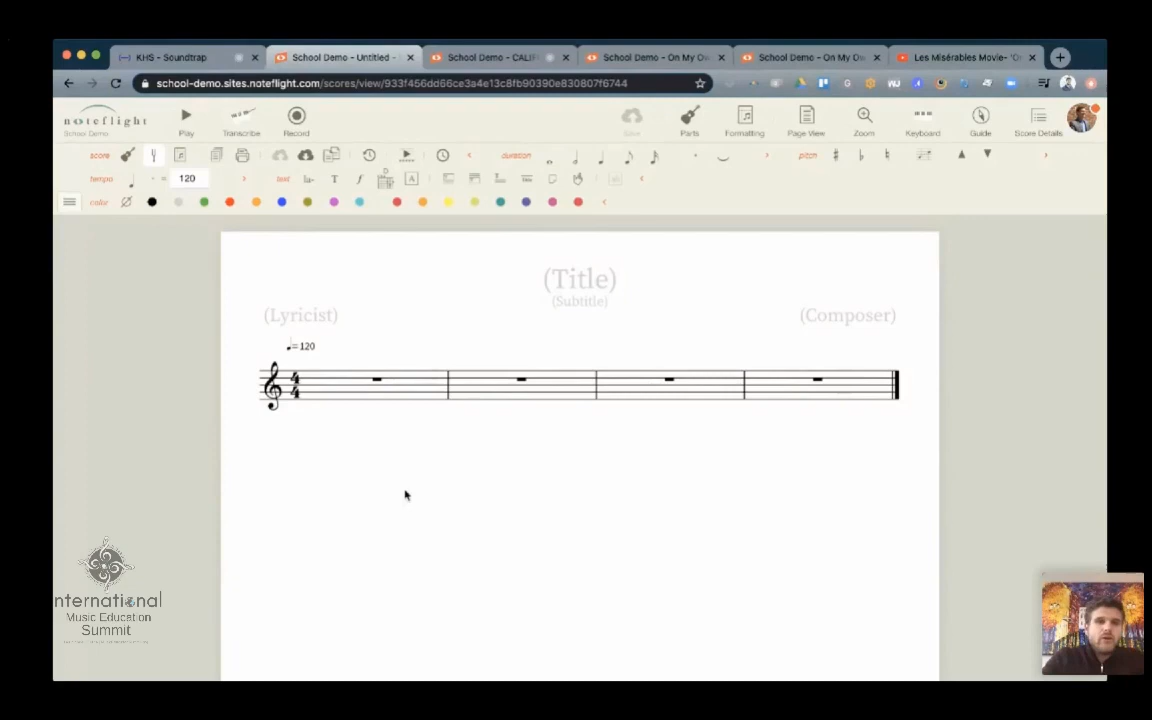 KHS - Soundtrap
School Demo - Untitled -
School Demo - CALIF
School Demo - On My Ow
School Demo - On My Ow
Les Misérables Movie- 'O
school-demo.sites.noteflight.com/scores/view/933f456dd66ce3a4e13c8fb90390e830807f6744
noteflight
School Demo
Play
Transcribe
Record
Save
Parts
Formatting
Page View
Zoom
Keyboard
Guide
Score Details
score
duration
pitch
tempo
= 120
text
color
(Title)
(Subtitle)
(Lyricist)
(Composer)
=120
nternational
Music Education
Summit